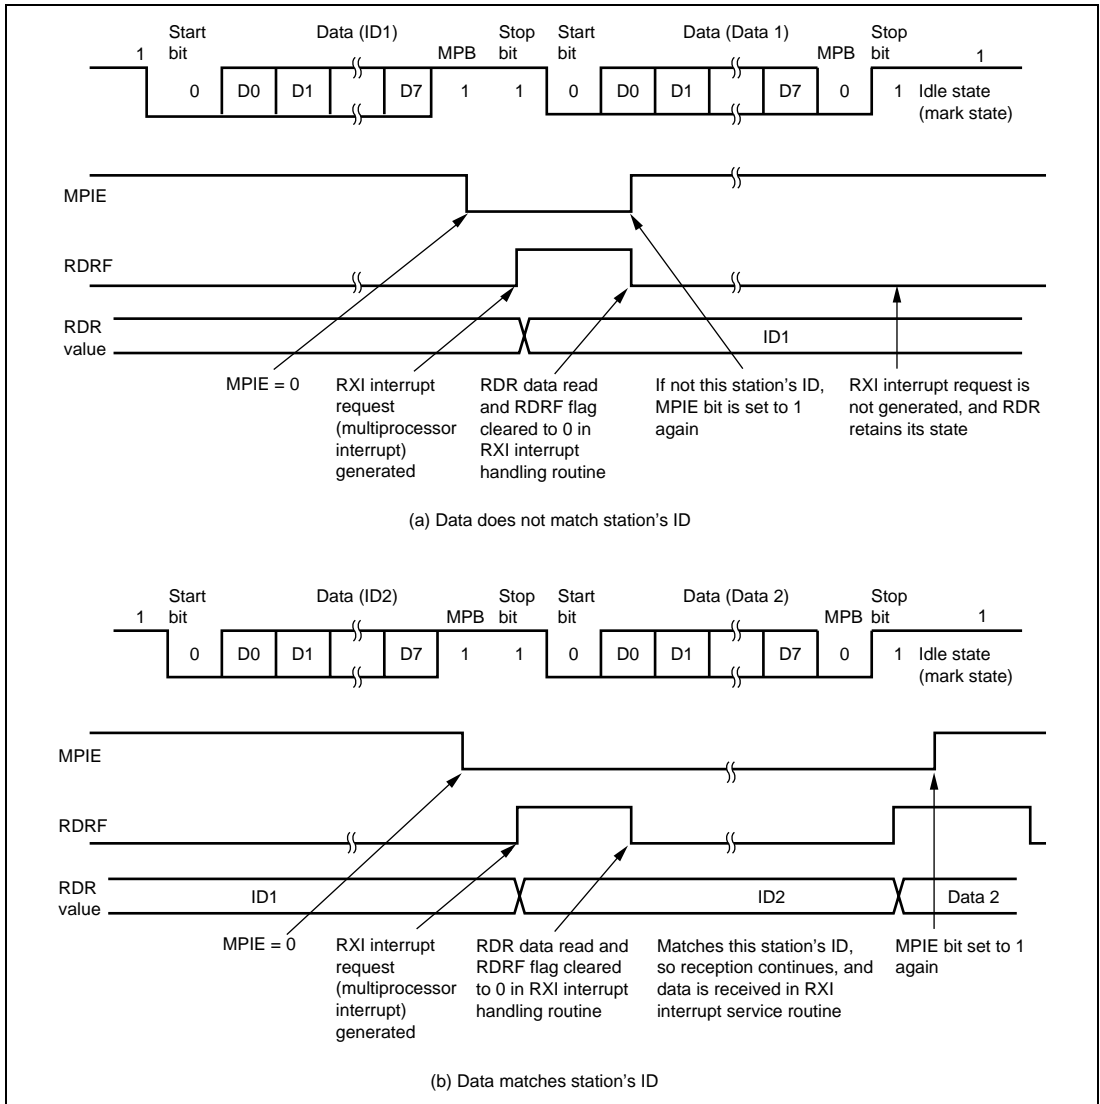 Start Data (ID1) Stop Start Data (Data 1) Stop
1 bit MPB bit bit MPB bit 1
0 D0 D1 D7 1 1 0 D0 D1 D7 0 1 Idle state
(mark state)
MPIE
RDRF
RDR
value
ID1
MPIE = 0
RXI interrupt
request
(multiprocessor
interrupt)
generated
RDR data read
and RDRF flag
cleared to 0 in
RXI interrupt
handling routine
If not this station's ID,
MPIE bit is set to 1
again
RXI interrupt request is
not generated, and RDR
retains its state
(a) Data does not match station's ID
Start Data (ID2) Stop Start Data (Data 2) Stop
1 bit MPB bit bit MPB bit 1
0 D0 D1 D7 1 1 0 D0 D1 D7 0 1 Idle state
(mark state)
MPIE
RDRF
RDR
value
ID1 ID2 Data 2
MPIE = 0
RXI interrupt
request
(multiprocessor
interrupt)
generated
RDR data read and
RDRF flag cleared
to 0 in RXI interrupt
handling routine
Matches this station's ID,
so reception continues, and
data is received in RXI
interrupt service routine
MPIE bit set to 1
again
(b) Data matches station's ID